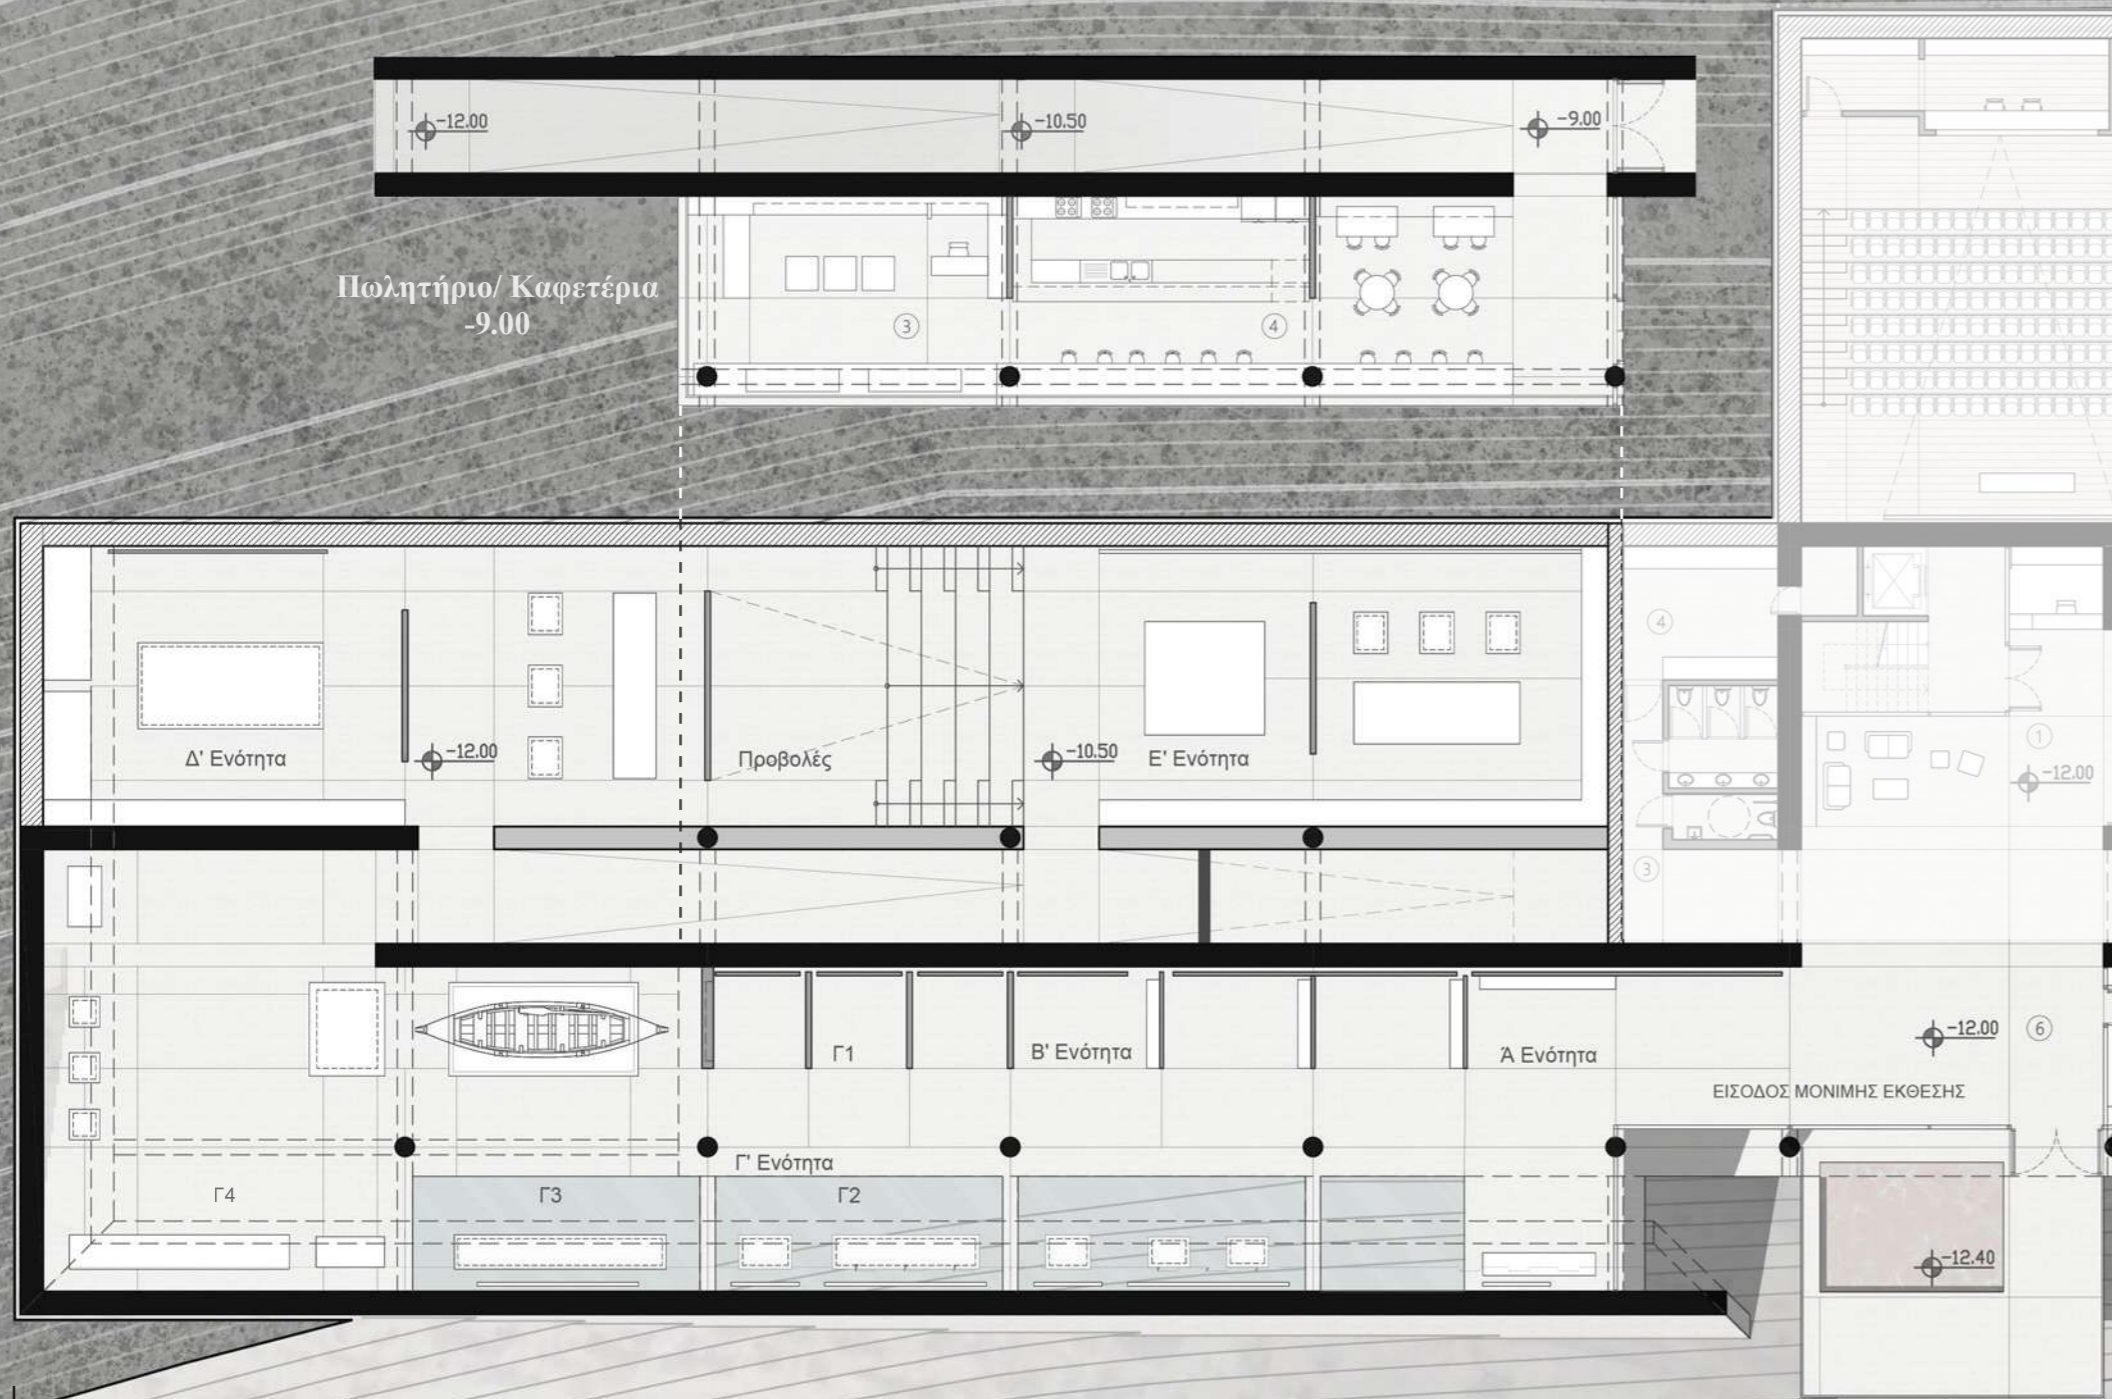 -12.00
-10.50
-9.00
Πωλητήριο/ Καφετέρια
-9.00
3
4
Δ' Ενότητα
-12.00
Προβολές
-10.50
Ε' Ενότητα
4
1
-12.00
3
Γ1
Β' Ενότητα
Ά Ενότητα
-12.00
6
ΕΙΣΟΔΟΣ ΜΟΝΙΜΗΣ ΕΚΘΕΣΗΣ
Γ' Ενότητα
Γ4
Γ3
Γ2
-12.40